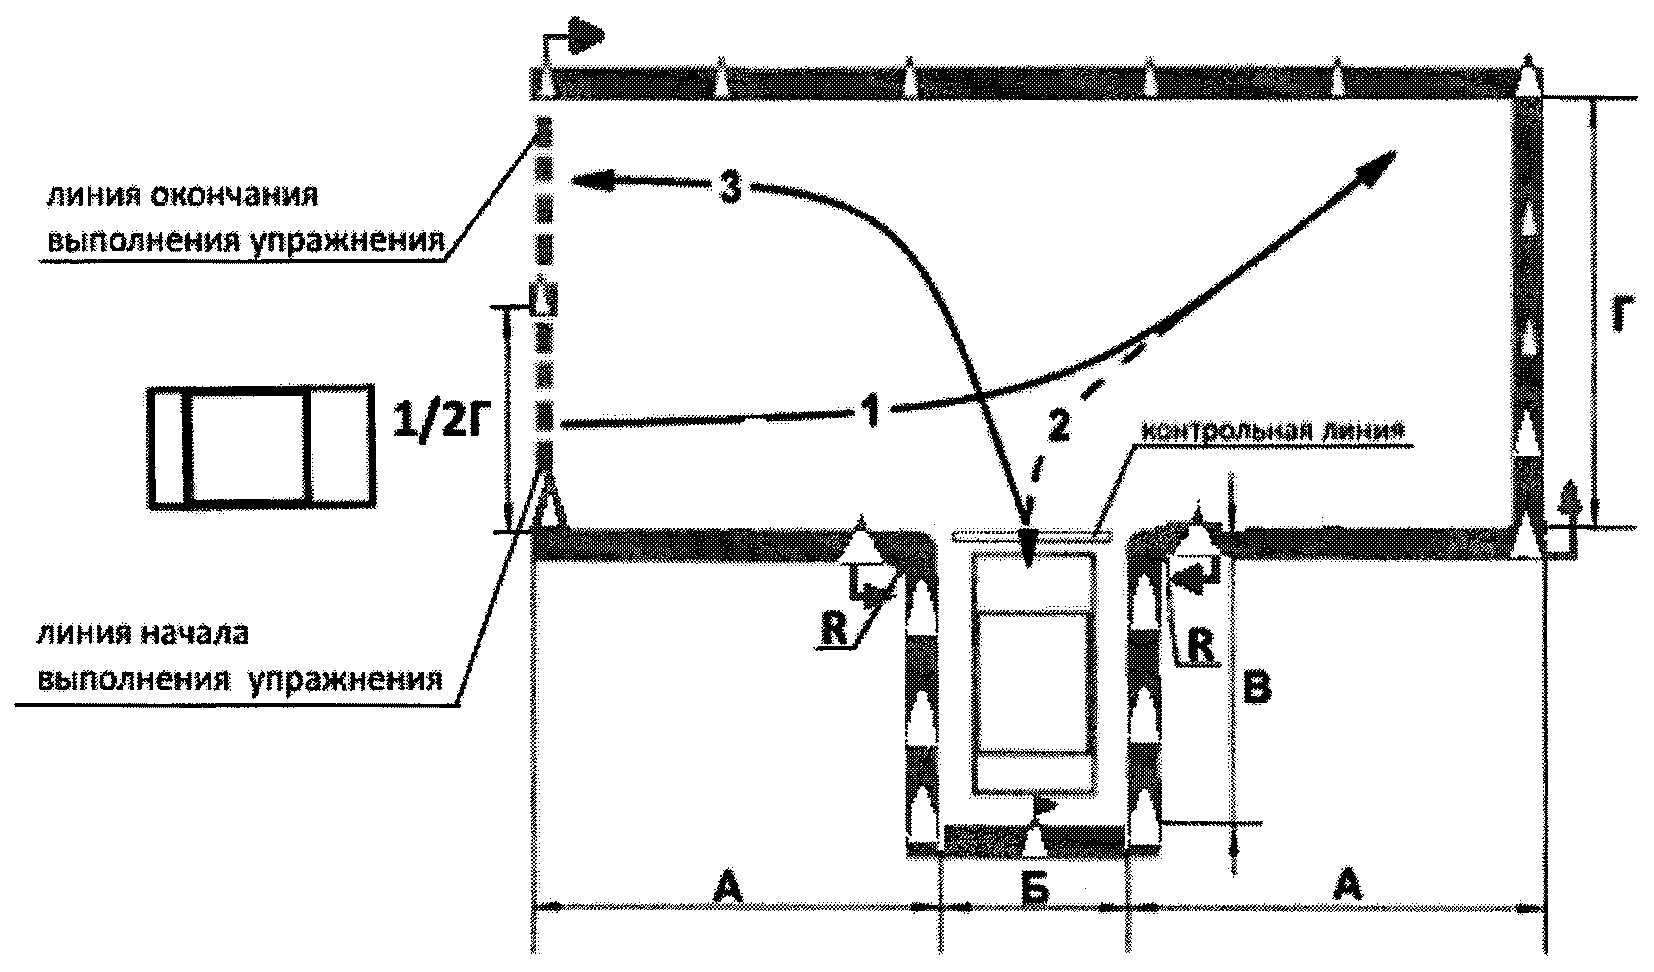 линия окончания
выполнения упражнения
3
Г
1/2Г
1
2
контрольная линия
R
R
линия начала
выполнения упражнения
В
А
Б
А